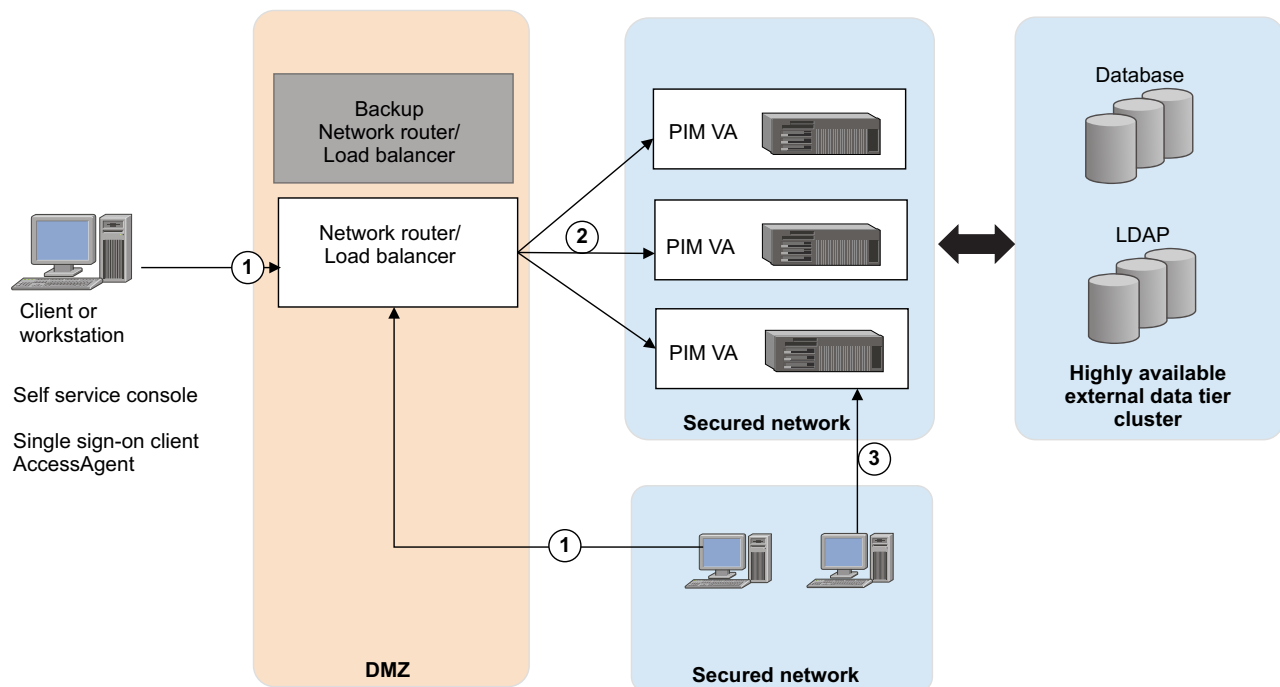 Backup
Network router/
Load balancer
Network router/
Load balancer
1
Client or
workstation
Self service console
Single sign-on client
AccessAgent
1
DMZ
2
PIM VA
PIM VA
PIM VA
Secured network
3
Secured network
Database
LDAP
Highly available
external data tier
cluster